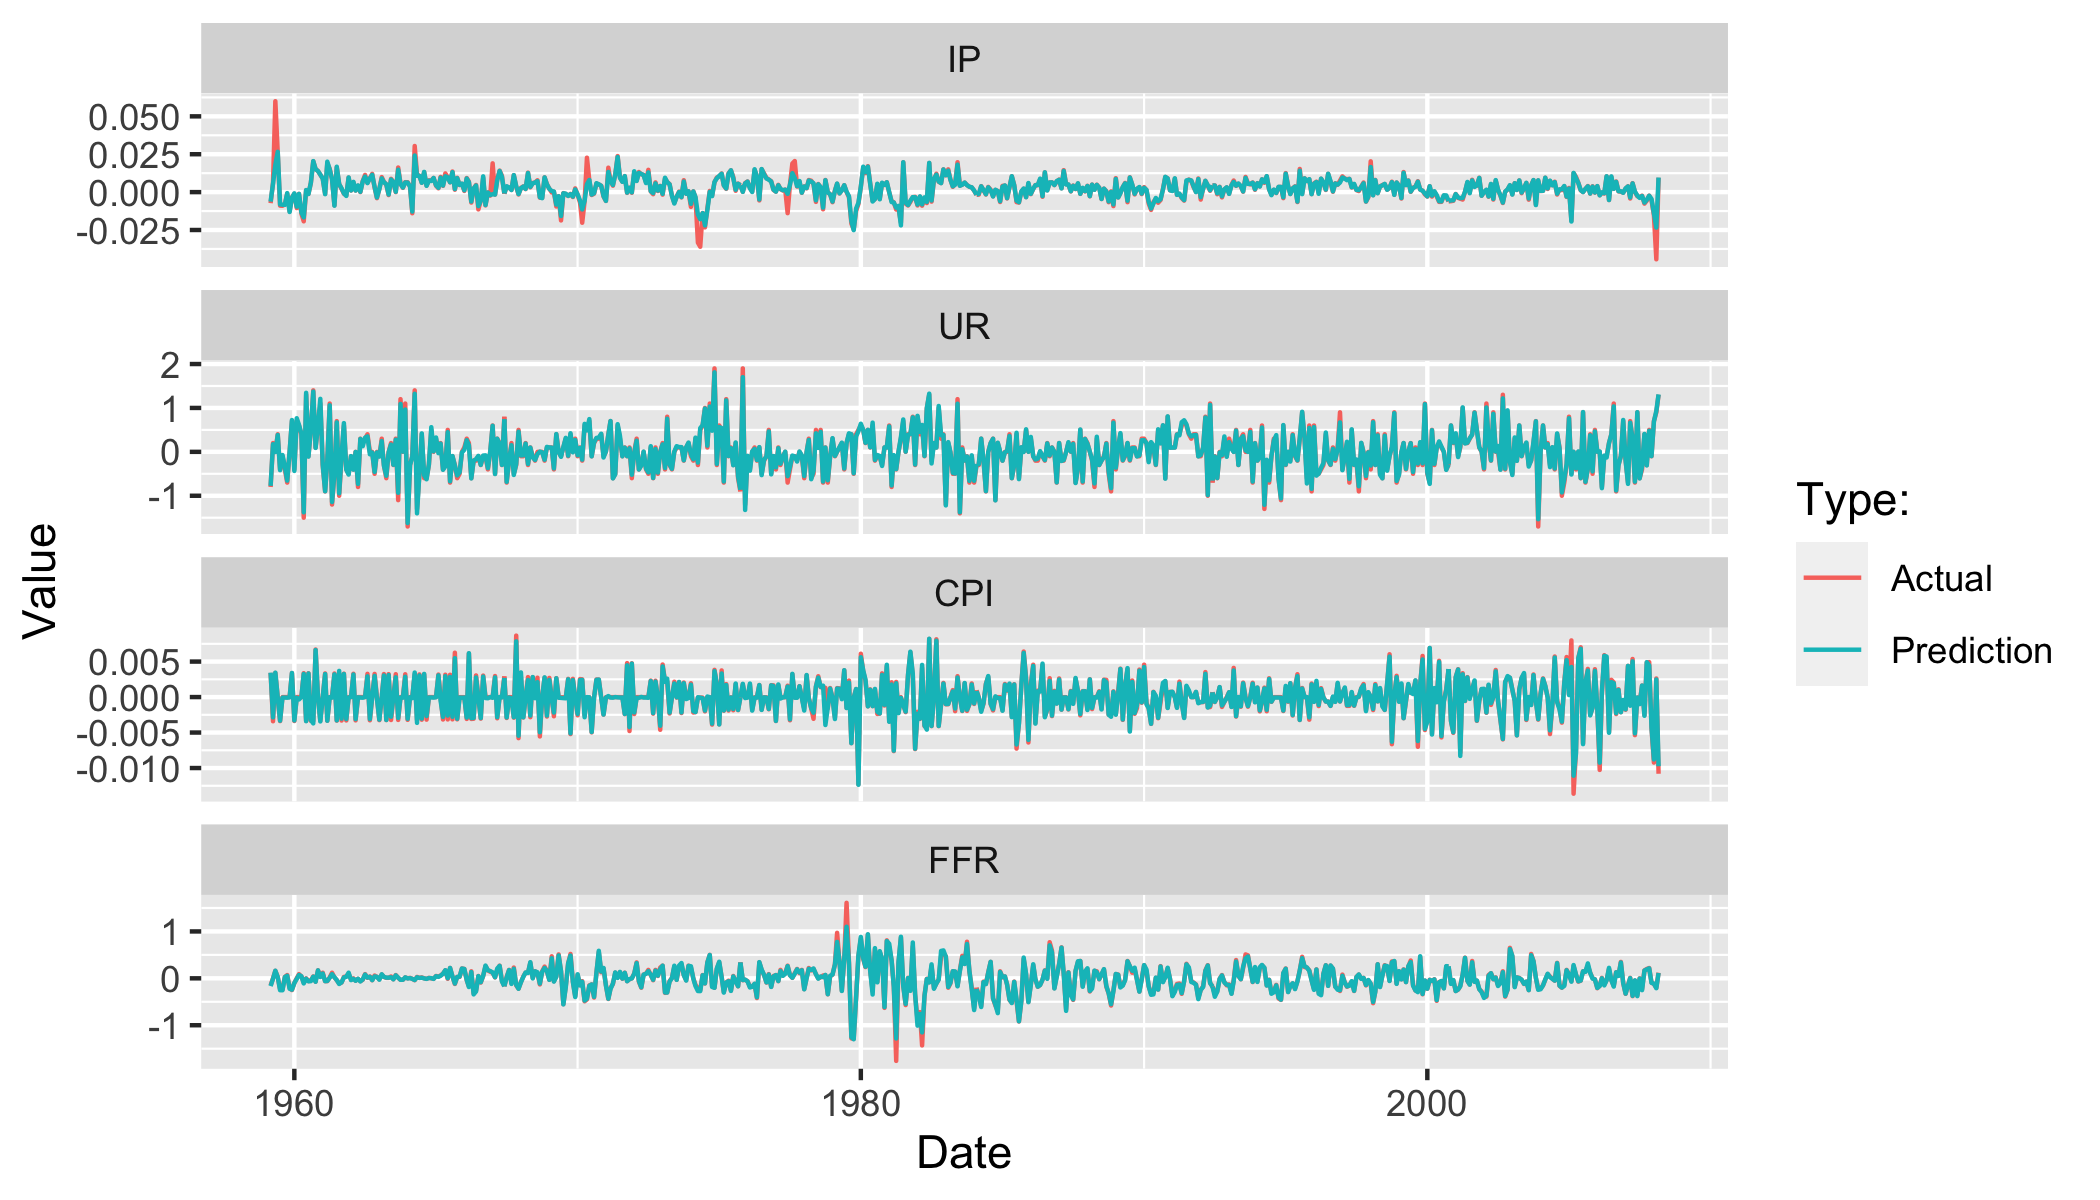 IP
0.050
0.025
0.000
-0.025
UR
2
1
0
-1
CPI
0.005
0.000
-0.005
-0.010
FFR
1
0
-1
1960 1980 2000
Date
Value
Type:
Actual
Prediction